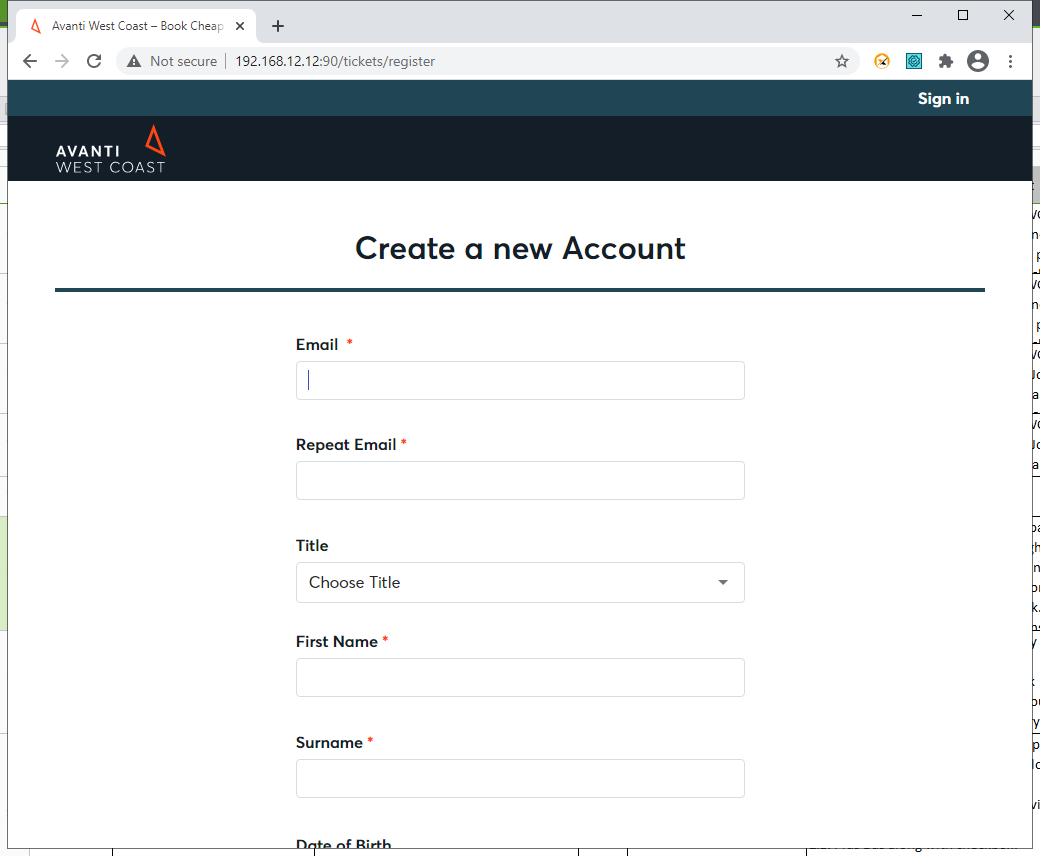 Avanti West Coast – Book Cheap
Not secure
192.168.12.12:90/tickets/register
Sign in
AVANTI
WEST COAST
Create a new Account
Email *
Repeat Email *
Title
Choose Title
First Name *
Surname *
Date of Birth